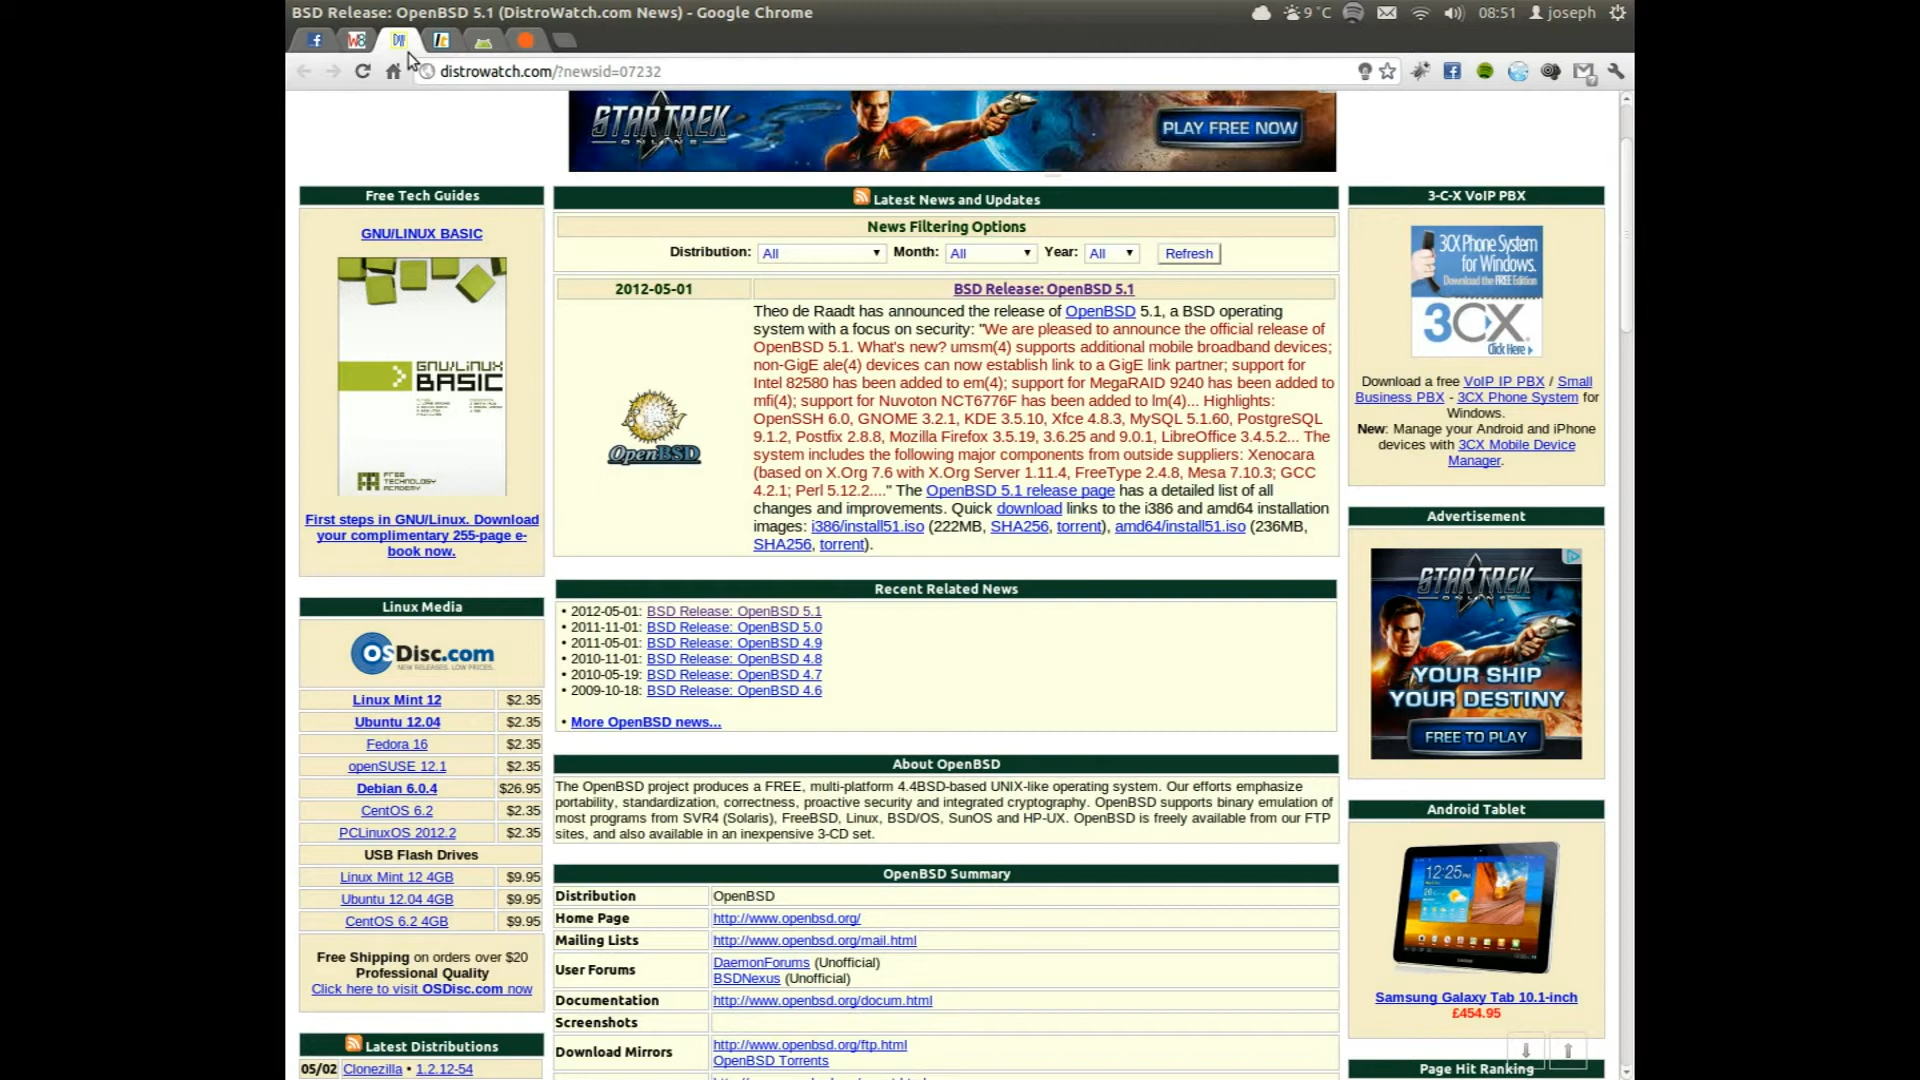 BSD Release: OpenBSD 5.1 (DistroWatch.com News) - Google Chrome
9 °C
08:51
joseph
distrowatch.com/?newsid=07232
STAR TREK
ONLINE
PLAY FREE NOW
Free Tech Guides
GNU/LINUX BASIC
GNU/LINUX
BASIC
FREE
TECHNOLOGY
ACADEMY
First steps in GNU/Linux. Download
your complimentary 255-page e-
book now.
Linux Media
OSDisc.com
NEW RELEASES. LOW PRICES.
Linux Mint 12 $2.35
Ubuntu 12.04 $2.35
Fedora 16 $2.35
openSUSE 12.1 $2.35
Debian 6.0.4 $26.95
CentOS 6.2 $2.35
PCLinuxOS 2012.2 $2.35
USB Flash Drives
Linux Mint 12 4GB $9.95
Ubuntu 12.04 4GB $9.95
CentOS 6.2 4GB $9.95
Free Shipping on orders over $20
Professional Quality
Click here to visit OSDisc.com now
Latest Distributions
05/02 Clonezilla • 1.2.12-54
Latest News and Updates
News Filtering Options
Distribution: All Month: All Year: All Refresh
2012-05-01
BSD Release: OpenBSD 5.1
OpenBSD
Theo de Raadt has announced the release of OpenBSD 5.1, a BSD operating
system with a focus on security: "We are pleased to announce the official release of
OpenBSD 5.1. What's new? umsm(4) supports additional mobile broadband devices;
non-GigE ale(4) devices can now establish link to a GigE link partner; support for
Intel 82580 has been added to em(4); support for MegaRAID 9240 has been added to
mfi(4); support for Nuvoton NCT6776F has been added to lm(4)... Highlights:
OpenSSH 6.0, GNOME 3.2.1, KDE 3.5.10, Xfce 4.8.3, MySQL 5.1.60, PostgreSQL
9.1.2, Postfix 2.8.8, Mozilla Firefox 3.5.19, 3.6.25 and 9.0.1, LibreOffice 3.4.5.2... The
system includes the following major components from outside suppliers: Xenocara
(based on X.Org 7.6 with X.Org Server 1.11.4, FreeType 2.4.8, Mesa 7.10.3; GCC
4.2.1; Perl 5.12.2...." The OpenBSD 5.1 release page has a detailed list of all
changes and improvements. Quick download links to the i386 and amd64 installation
images: i386/install51.iso (222MB, SHA256, torrent), amd64/install51.iso (236MB,
SHA256, torrent).
Recent Related News
• 2012-05-01: BSD Release: OpenBSD 5.1
• 2011-11-01: BSD Release: OpenBSD 5.0
• 2011-05-01: BSD Release: OpenBSD 4.9
• 2010-11-01: BSD Release: OpenBSD 4.8
• 2010-05-19: BSD Release: OpenBSD 4.7
• 2009-10-18: BSD Release: OpenBSD 4.6
• More OpenBSD news...
About OpenBSD
The OpenBSD project produces a FREE, multi-platform 4.4BSD-based UNIX-like operating system. Our efforts emphasize
portability, standardization, correctness, proactive security and integrated cryptography. OpenBSD supports binary emulation of
most programs from SVR4 (Solaris), FreeBSD, Linux, BSD/OS, SunOS and HP-UX. OpenBSD is freely available from our FTP
sites, and also available in an inexpensive 3-CD set.
OpenBSD Summary
Distribution OpenBSD
Home Page http://www.openbsd.org/
Mailing Lists http://www.openbsd.org/mail.html
User Forums
DaemonForums (Unofficial)
BSDNexus (Unofficial)
Documentation http://www.openbsd.org/docum.html
Screenshots
Download Mirrors
http://www.openbsd.org/ftp.html
OpenBSD Torrents
3-C-X VoIP PBX
3CX Phone System
for Windows.
Download the FREE Edition
3CX
Click Here
Download a free VoIP IP PBX / Small
Business PBX - 3CX Phone System for
Windows.
New: Manage your Android and iPhone
devices with 3CX Mobile Device
Manager.
Advertisement
STAR TREK
ONLINE
YOUR SHIP
YOUR DESTINY
FREE TO PLAY
Android Tablet
12:25
Samsung Galaxy Tab 10.1-inch
£454.95
Page Hit Ranking